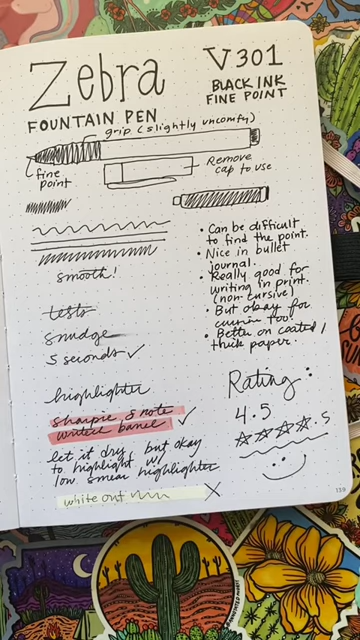 Zebra
V301
BLACK INK
FINE POINT
FOUNTAIN PEN
grip (slightly uncomfy)
fine
point
Remove
cap to use
smooth!
• Can be difficult
to find the point.
• Nice in bullet
journal.
• Really good for
writing in print.
(non-cursive)
• But okay for
cursive too!
• Better on coated /
thick paper.
tests
smudge
5 seconds ✓
highlighter
sharpie s note ✓
let it dry, but okay
to highlight w/
low smear highlighter
white out X
Rating:
4.5
☆☆☆☆.5
139